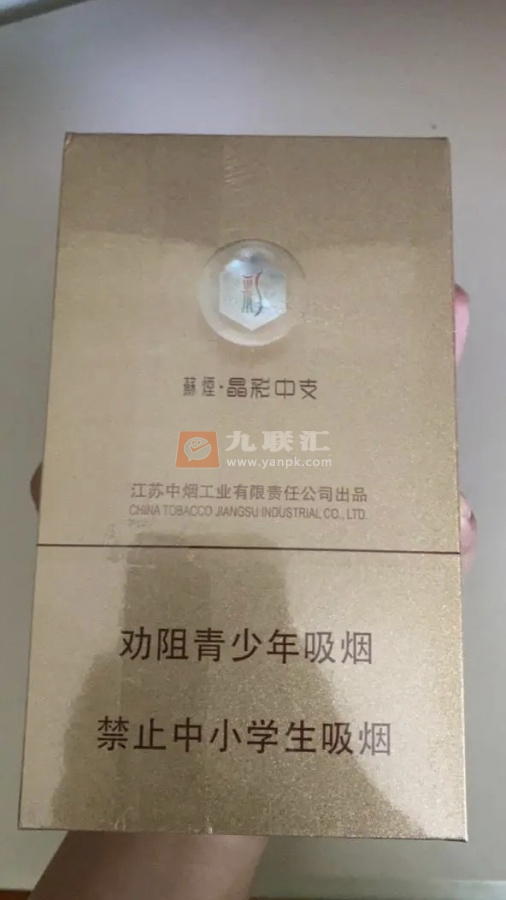 彩
蘇煙·晶彩中支
九联汇
www.yanpk.com
江苏中烟工业有限责任公司出品
CHINA TOBACCO JIANGSU INDUSTRIAL CO., LTD.
劝阻青少年吸烟
禁止中小学生吸烟